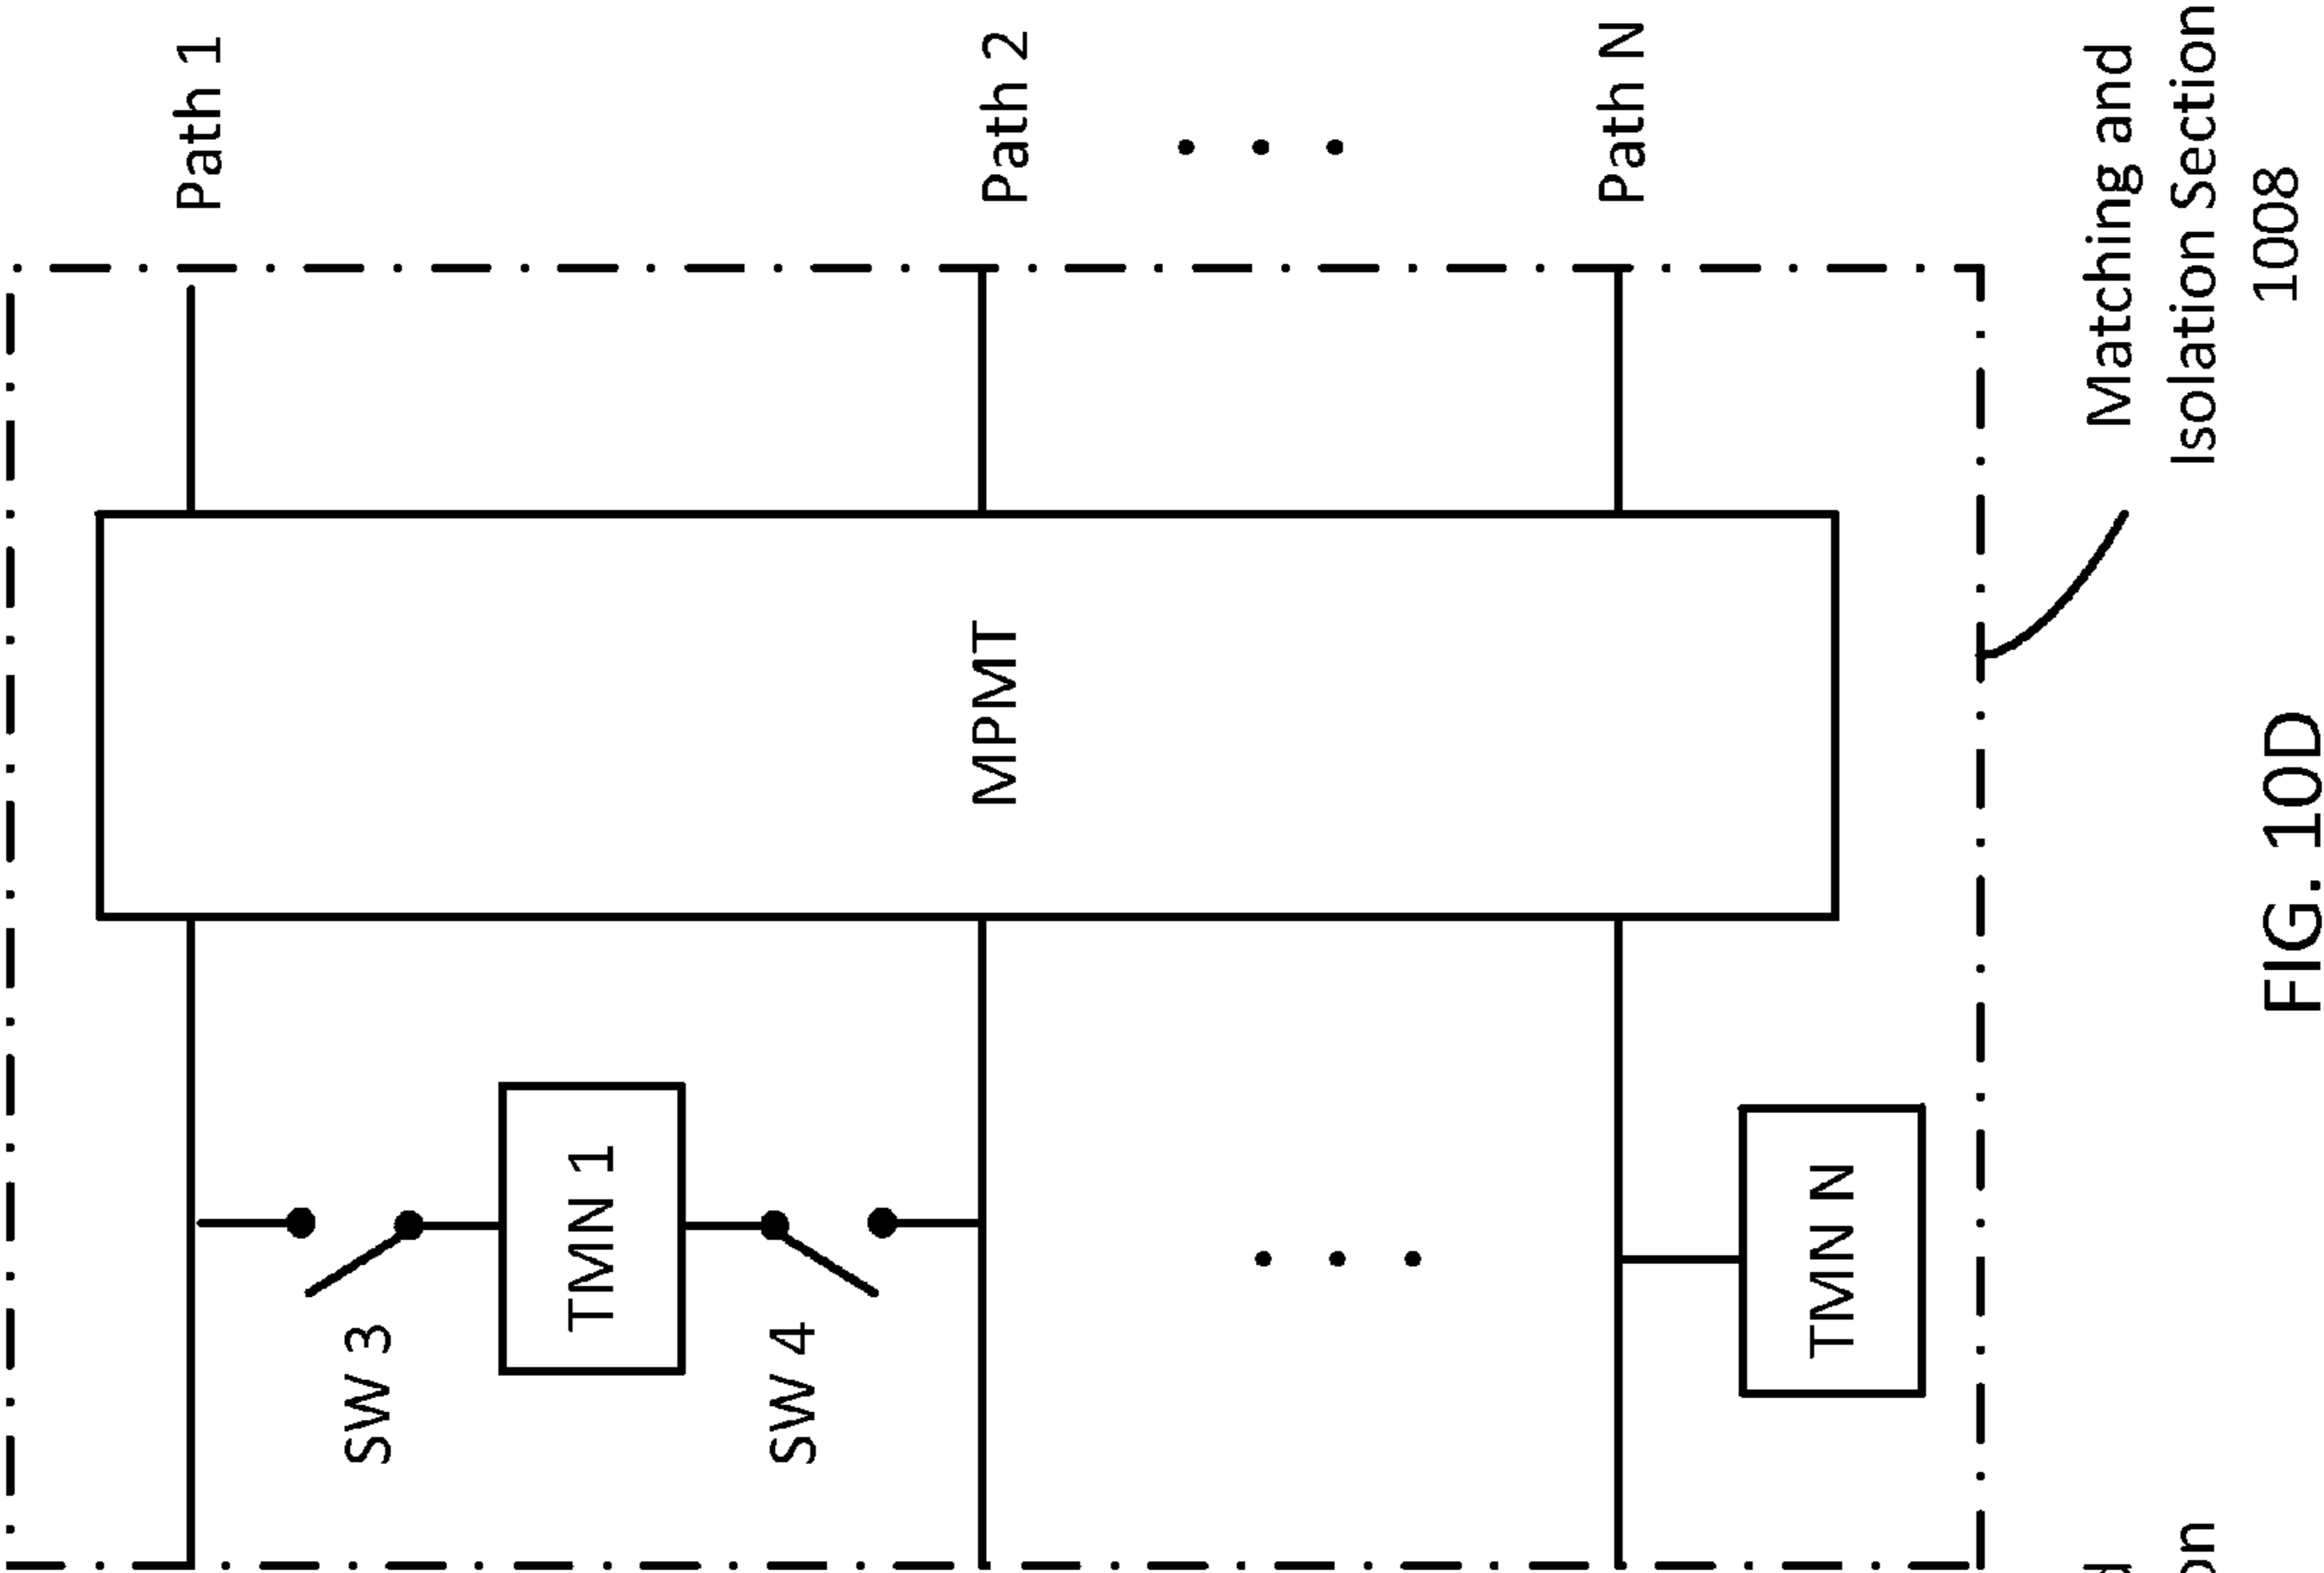 Path 1
Path 2
Path N
MPMT
SW 3
TMN 1
SW 4
TMN N
Matching and
Isolation Section
1008
FIG. 10D
on